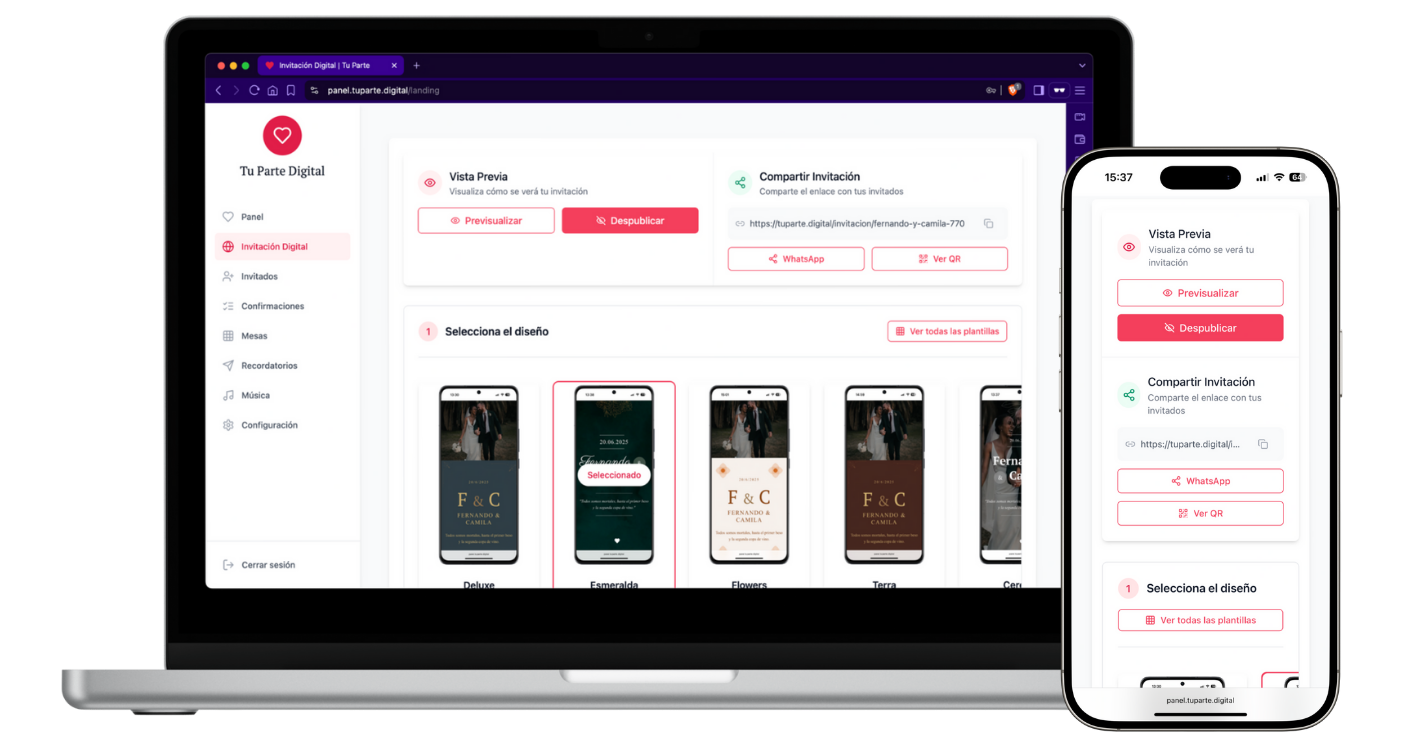 Invitación Digital | Tu Parte
panel.tuparte.digital/landing
Tu Parte Digital
Panel
Invitación Digital
Invitados
Confirmaciones
Mesas
Recordatorios
Música
Configuración
Cerrar sesión
Vista Previa
Visualiza cómo se verá tu invitación
Previsualizar
Despublicar
Compartir Invitación
Comparte el enlace con tus invitados
https://tuparte.digital/invitacion/fernando-y-camila-770
WhatsApp
Ver QR
1
Selecciona el diseño
Ver todas las plantillas
F & C
FERNANDO &
CAMILA
Deluxe
20.06.2025
Fernando
Seleccionado
Esmeralda
F & C
FERNANDO &
CAMILA
Flowers
F & C
FERNANDO &
CAMILA
Terra
Ferna
& Ca
Cere
15:37
64
Vista Previa
Visualiza cómo se verá tu
invitación
Previsualizar
Despublicar
Compartir Invitación
Comparte el enlace con tus
invitados
https://tuparte.digital/i...
WhatsApp
Ver QR
1
Selecciona el diseño
Ver todas las plantillas
panel.tuparte.digital